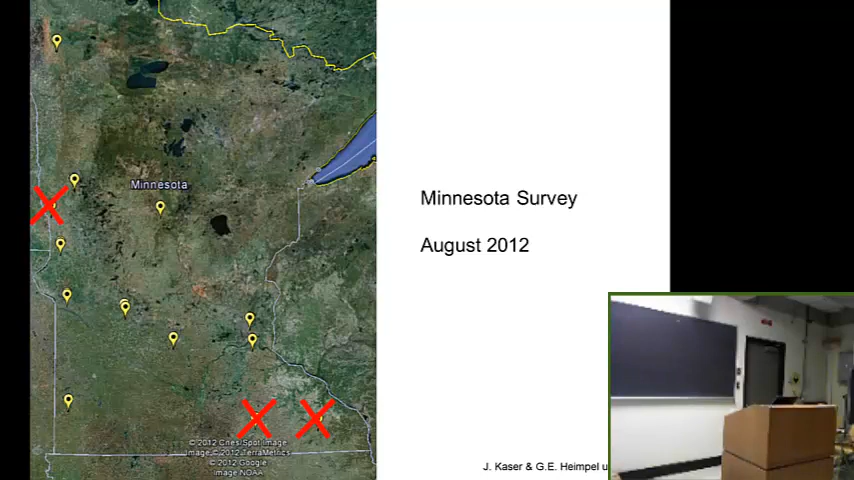 Minnesota
Minnesota Survey
August 2012
© 2012 Cnes/Spot Image
Image © 2012 TerraMetrics
© 2012 Google
Image NOAA
J. Kaser & G.E. Heimpel u